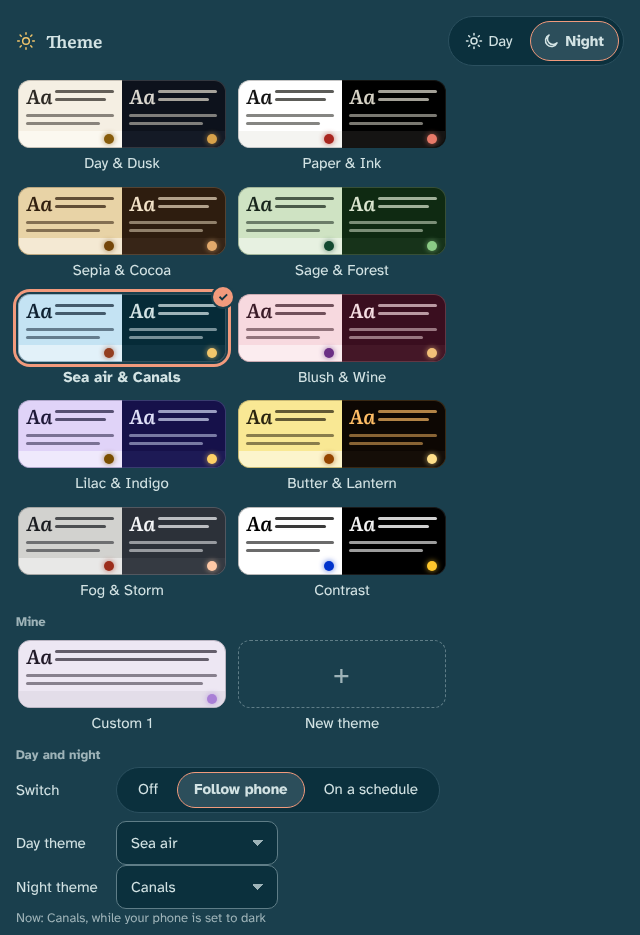 Theme
Day
Night
Aa Aa
Aa Aa
Day & Dusk
Paper & Ink
Aa Aa
Aa Aa
Sepia & Cocoa
Sage & Forest
Aa Aa
Aa Aa
Sea air & Canals
Blush & Wine
Aa Aa
Aa Aa
Lilac & Indigo
Butter & Lantern
Aa Aa
Aa Aa
Fog & Storm
Contrast
Mine
Aa
+
Custom 1
New theme
Day and night
Switch
Off
Follow phone
On a schedule
Day theme
Sea air
Night theme
Canals
Now: Canals, while your phone is set to dark